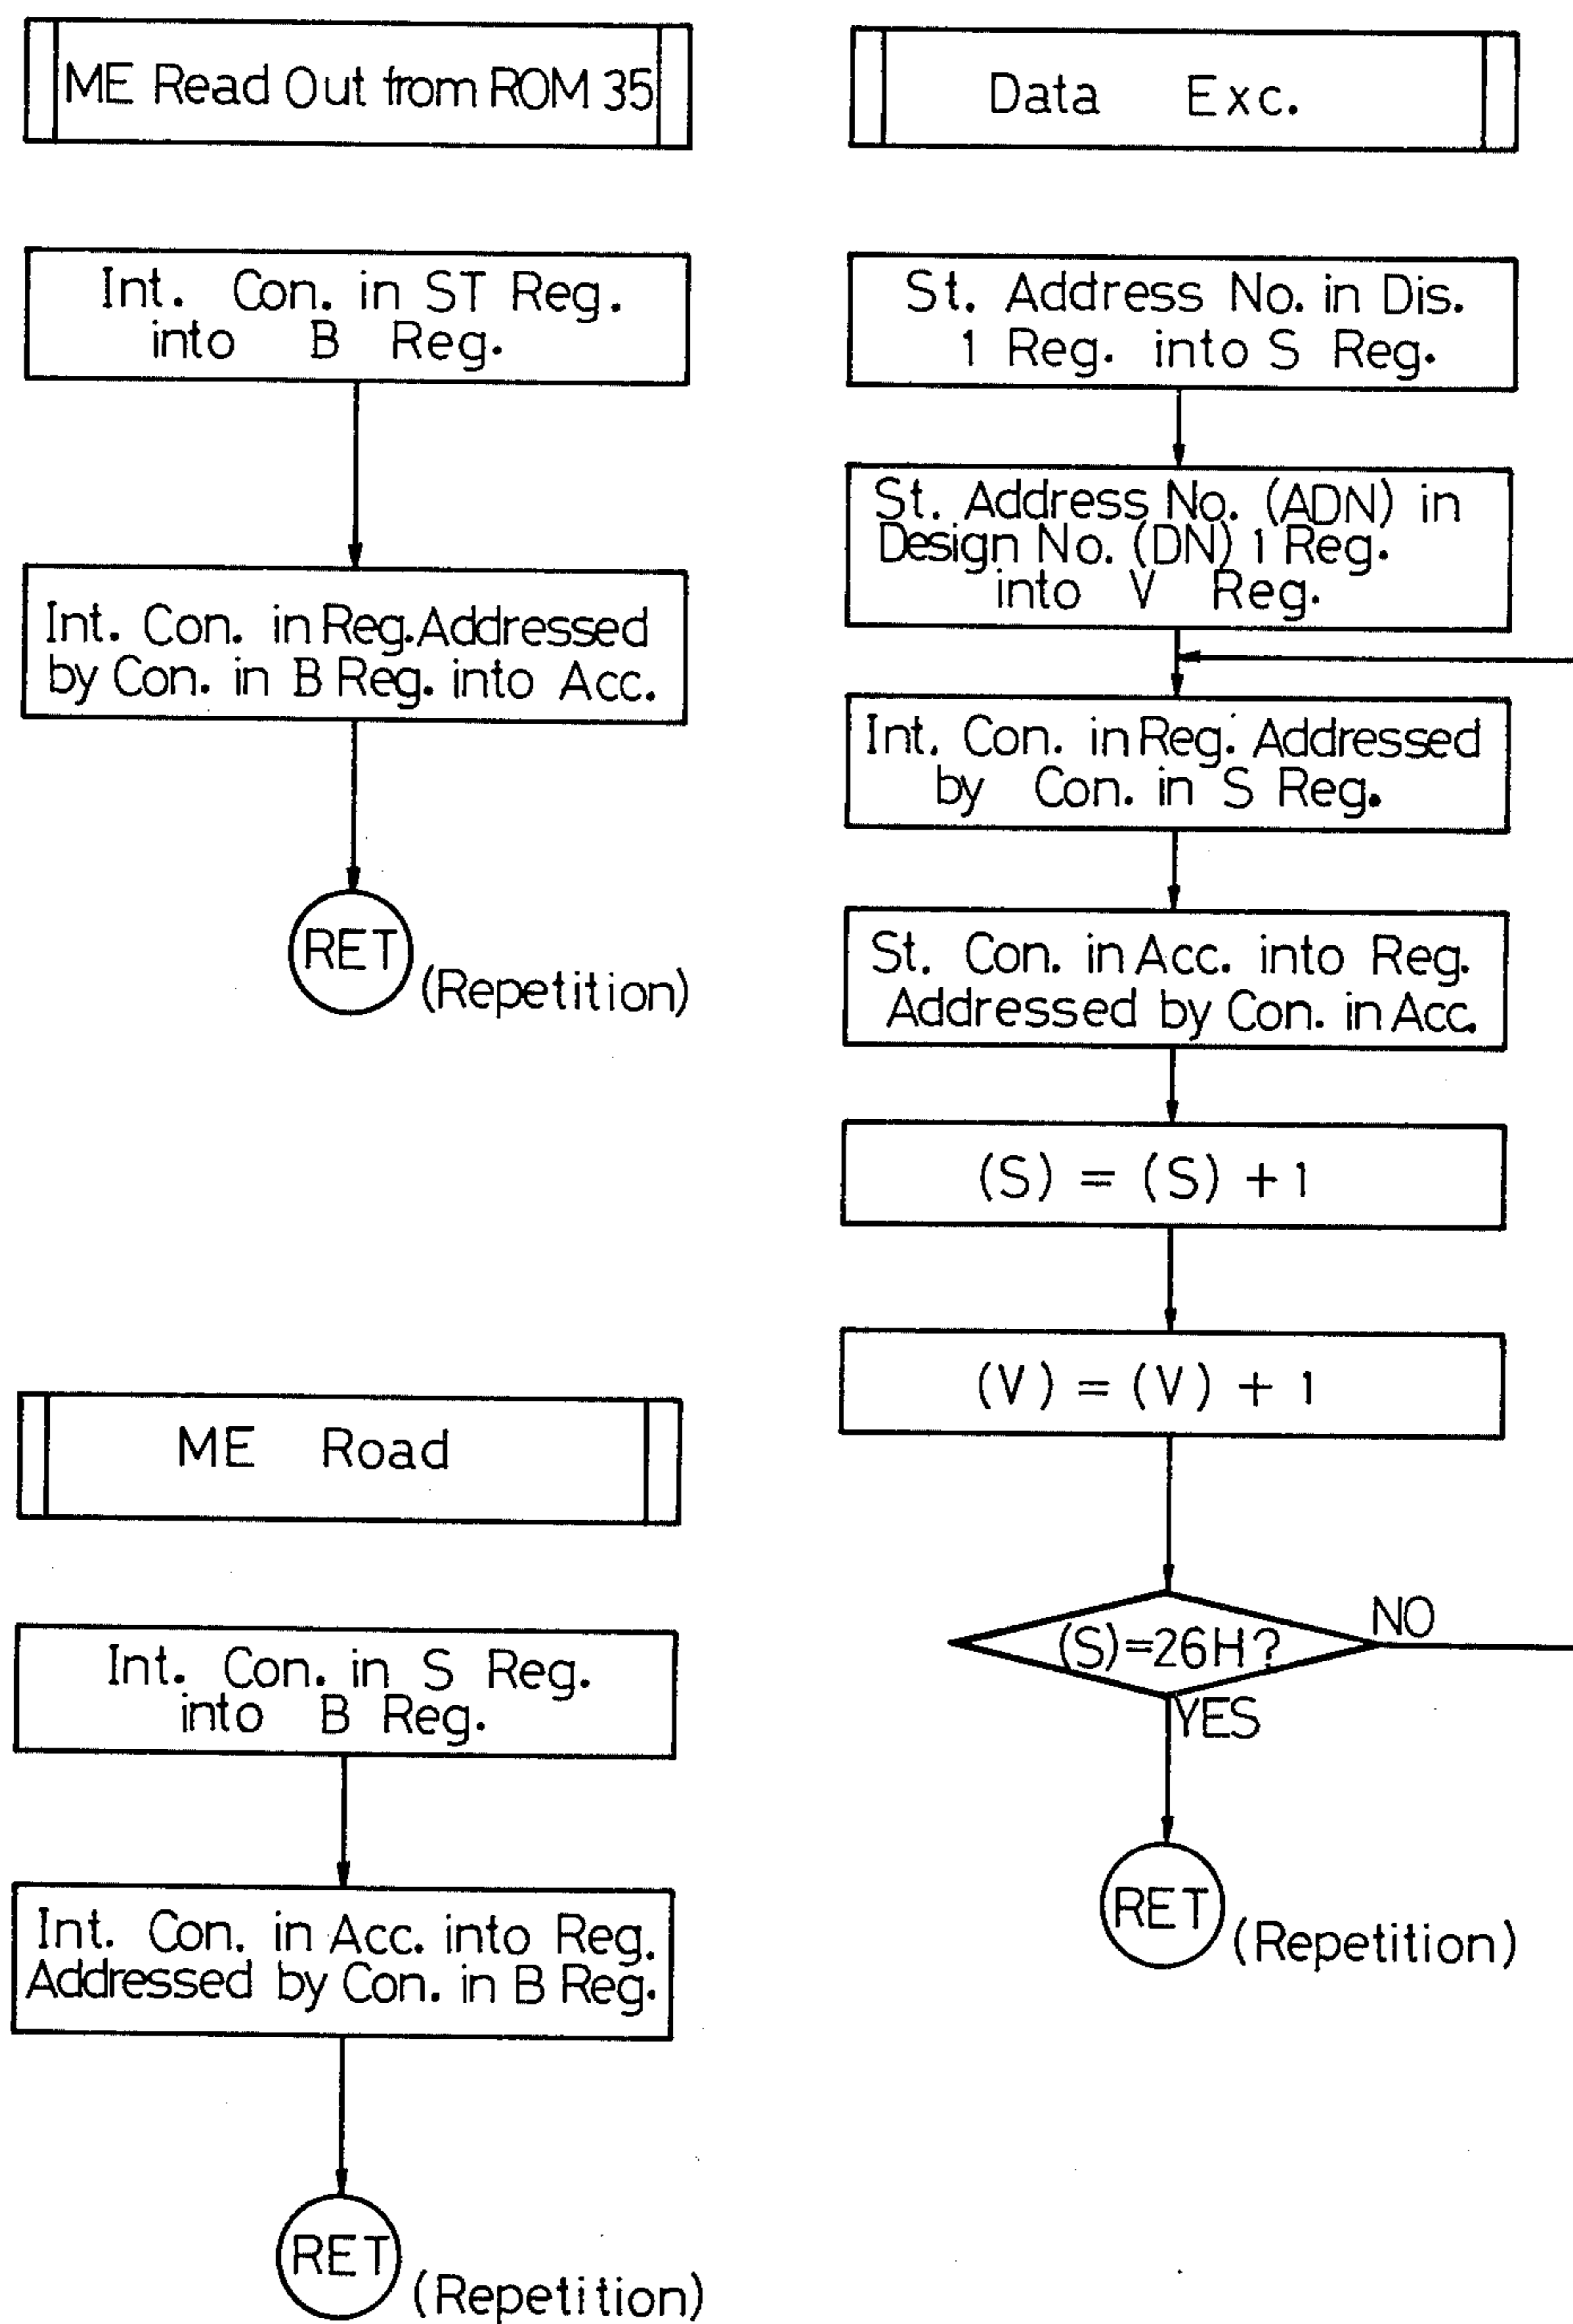 ME Read Out from ROM 35
Int. Con. in ST Reg.
into B Reg.
Int. Con. in Reg. Addressed
by Con. in B Reg. into Acc.
RET
(Repetition)
ME Road
Int. Con. in S Reg.
into B Reg.
Int. Con. in Acc. into Reg.
Addressed by Con. in B Reg.
RET
(Repetition)
Data Exc.
St. Address No. in Dis.
1 Reg. into S Reg.
St. Address No. (ADN) in
Design No. (DN) 1 Reg.
into V Reg.
Int. Con. in Reg. Addressed
by Con. in S Reg.
St. Con. in Acc. into Reg.
Addressed by Con. in Acc.
(S) = (S) + 1
(V) = (V) + 1
(S)=26H?
NO
YES
RET
(Repetition)